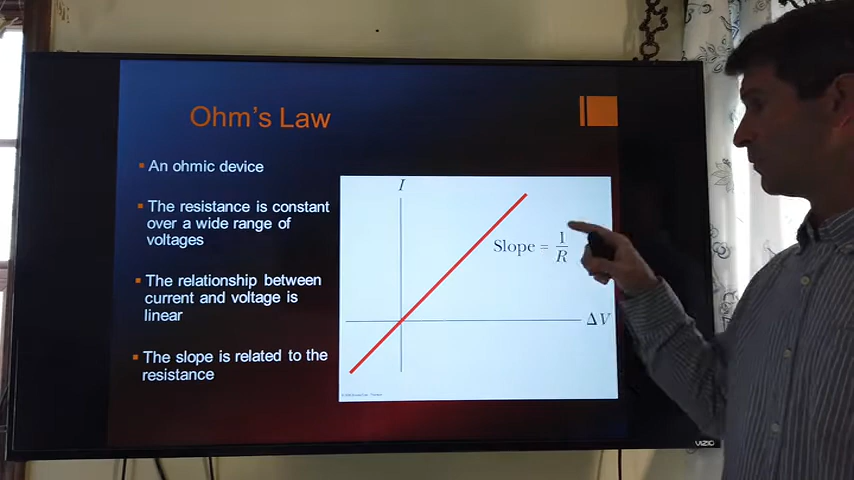 Ohm's Law
▪ An ohmic device
▪ The resistance is constant
over a wide range of
voltages
▪ The relationship between
current and voltage is
linear
▪ The slope is related to the
resistance
I
Slope = 1/R
ΔV
VIZIO